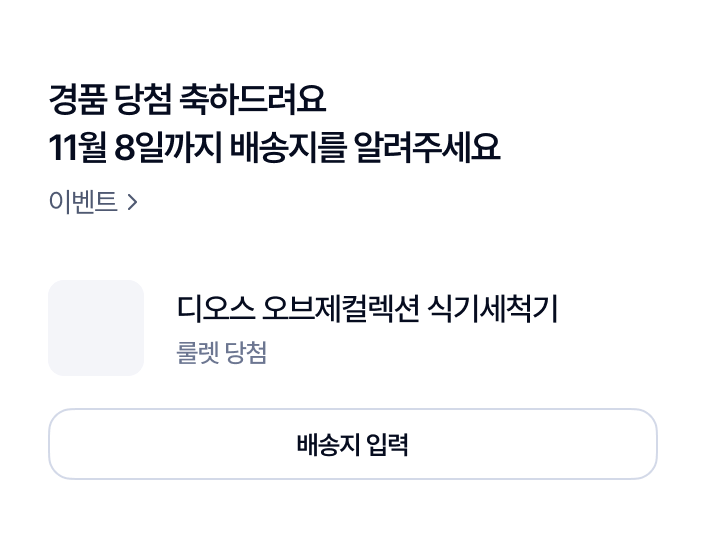 경품 당첨 축하드려요
11월 8일까지 배송지를 알려주세요
이벤트 >
디오스 오브제컬렉션 식기세척기
룰렛 당첨
배송지 입력